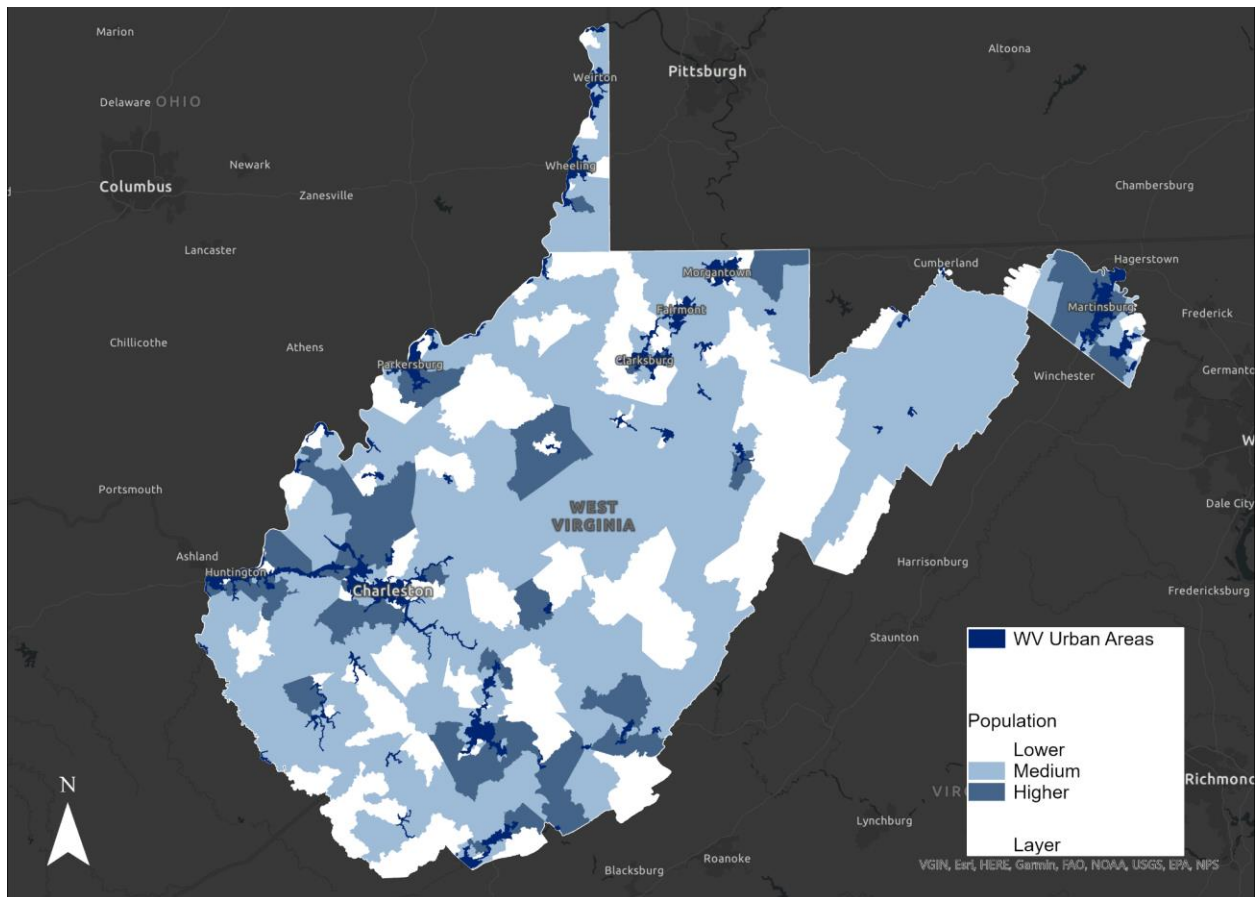 Marion
Altoona
Pittsburgh
Weirton
Delaware
OHIO
Newark
Wheeling
Columbus
Zanesville
Chambersburg
Lancaster
Morgantown
Cumberland
Hagerstown
Fairmont
Martinsburg
Frederick
Chillicothe
Athens
Parkersburg
Clarksburg
Winchester
Germanto
W
Portsmouth
WEST
VIRGINIA
Dale City
Ashland
Huntington
Harrisonburg
Charleston
Fredericksburg
Staunton
WV Urban Areas
Population
Lower
Medium
Higher
Layer
N
Richmond
VIRG
Lynchburg
Roanoke
Blacksburg
VGIN, Esri, HERE, Garmin, FAO, NOAA, USGS, EPA, NPS